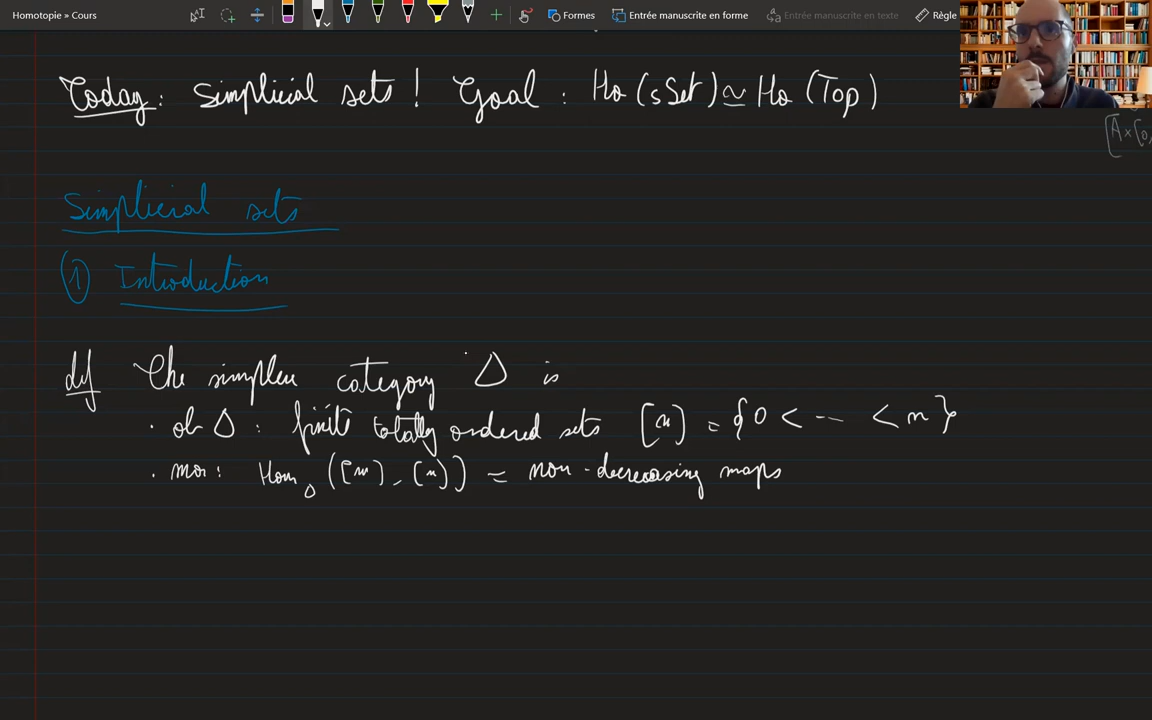 Homotopie » Cours
Formes
Entrée manuscrite en forme
Entrée manuscrite en texte
Règle
Today: Simplicial sets! Goal: Ho(sSet) ≃ Ho(Top)
[A×[0,
Simplicial sets
① Introduction
def The simplex category Δ is
· ob Δ : finite totally ordered sets [n] = {0 < ... < n}
· mor: Hom_Δ([m], [n]) = non-decreasing maps